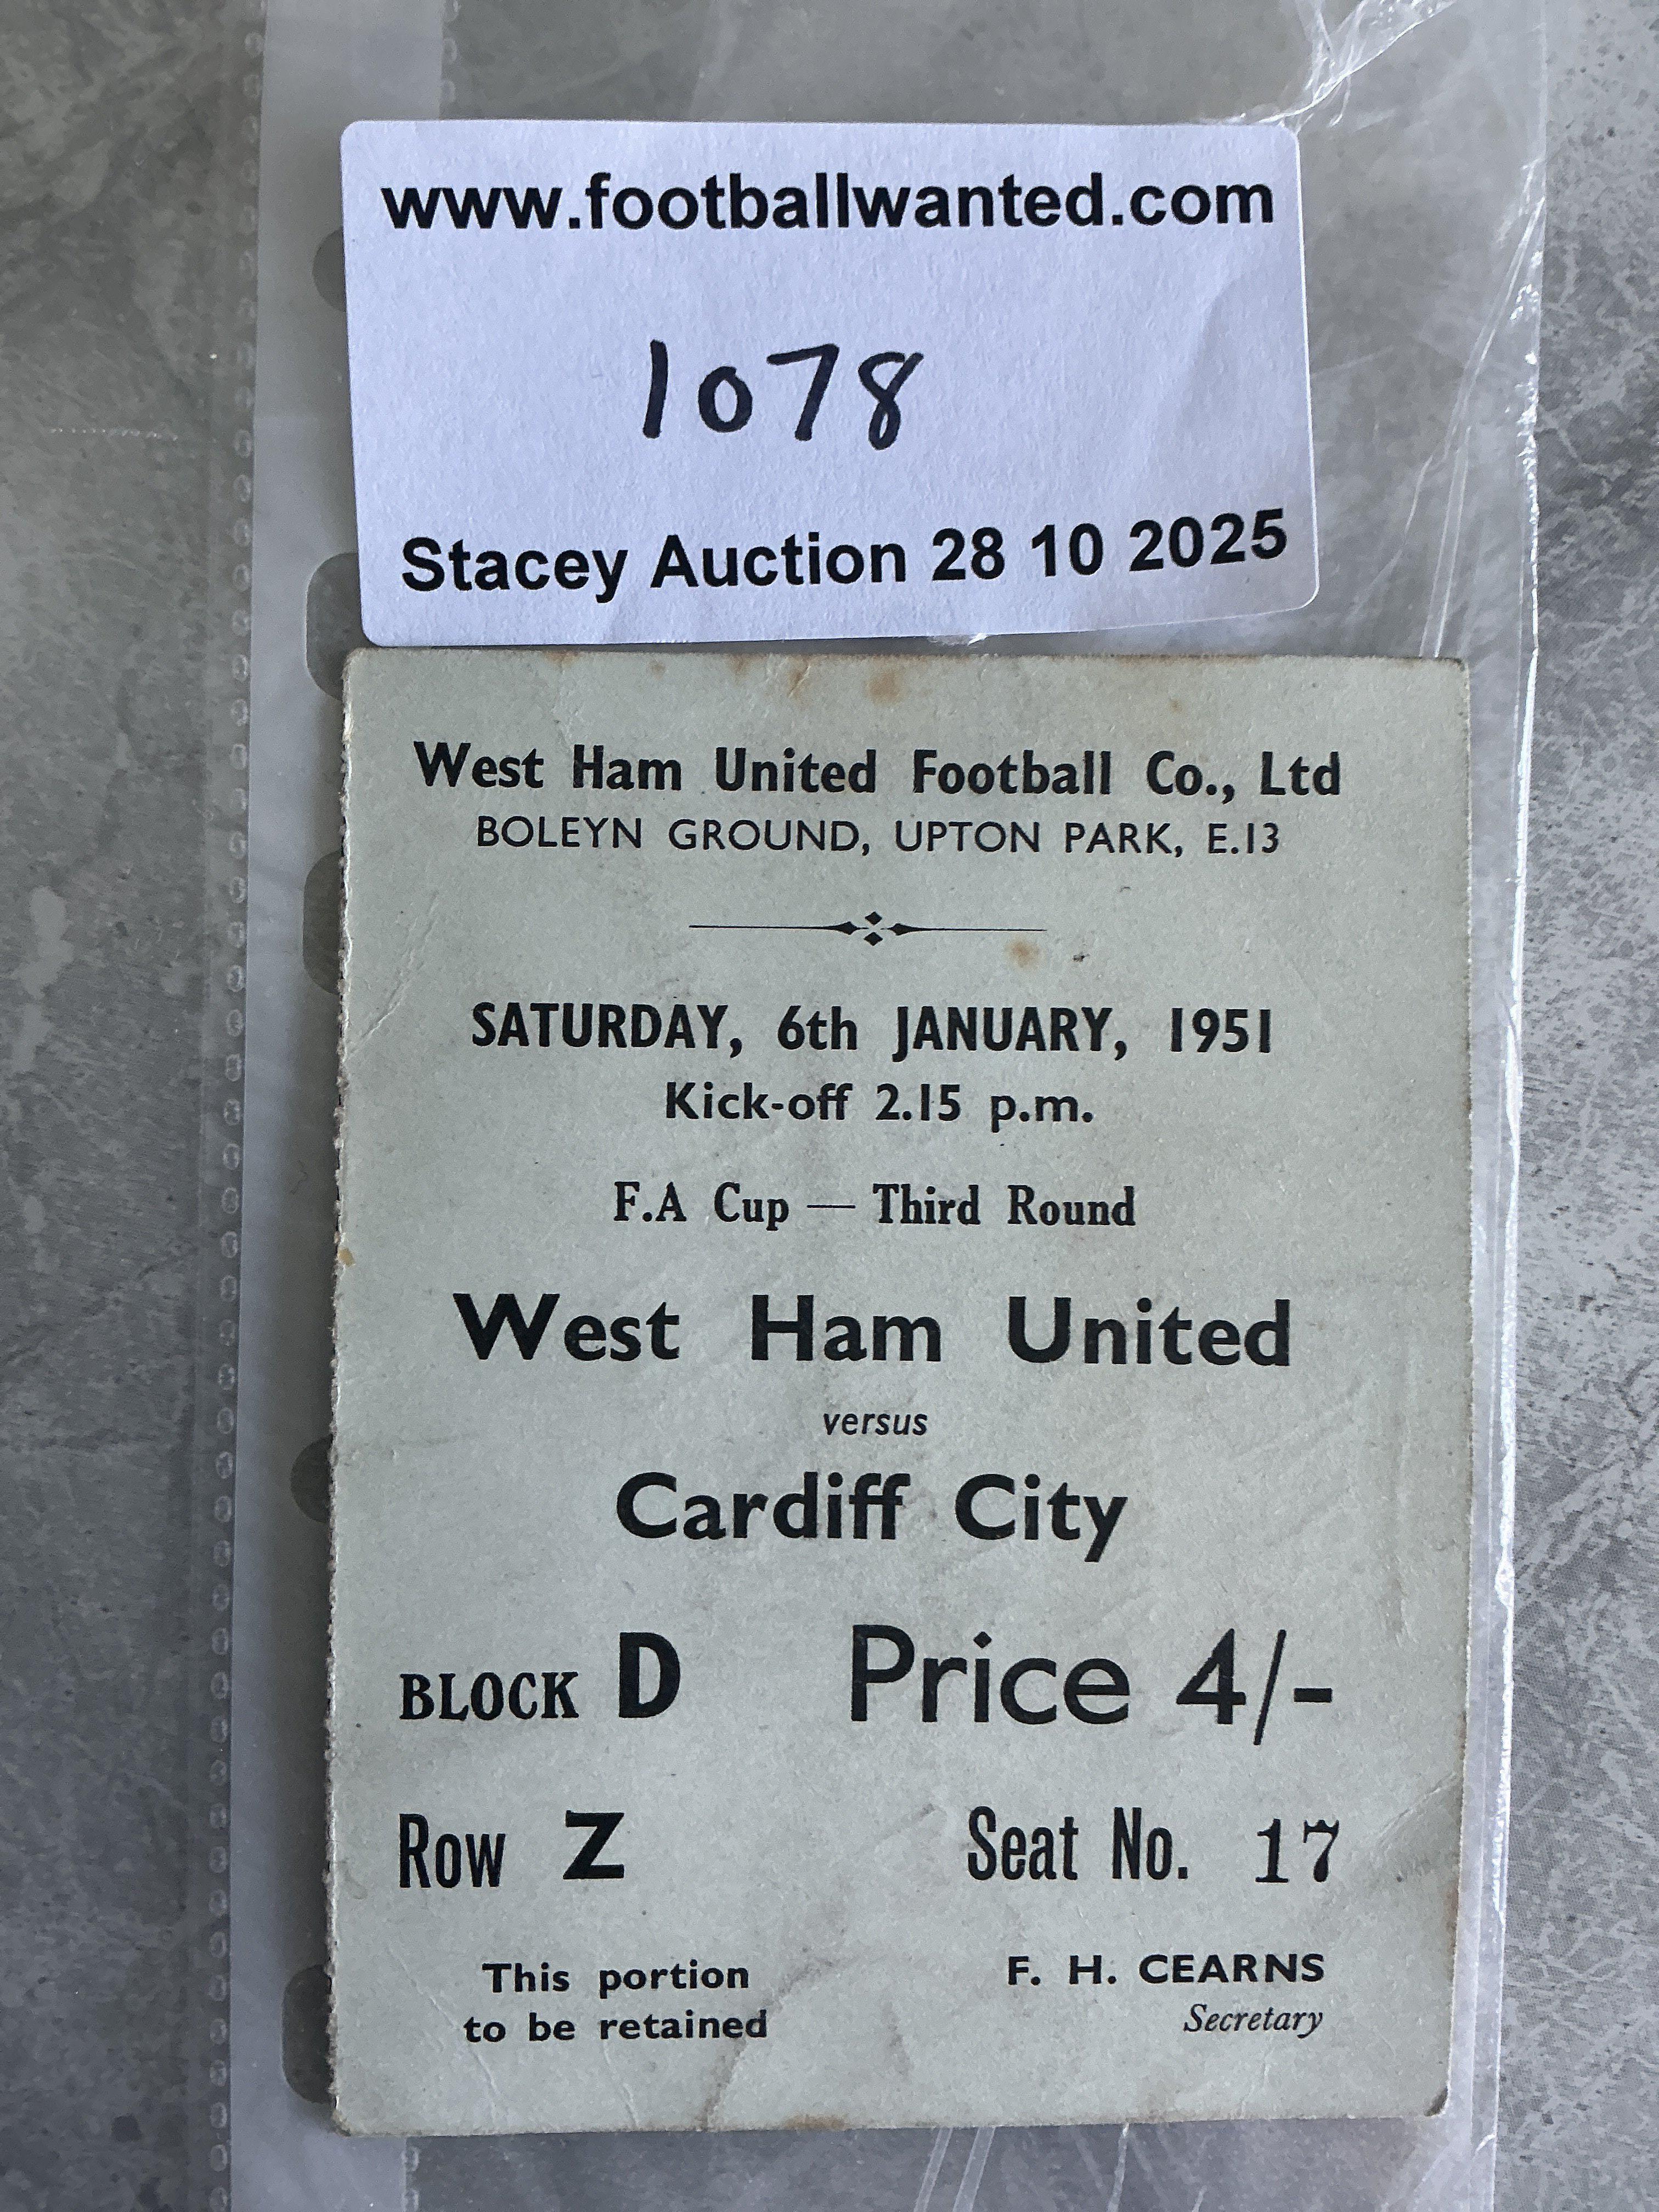 www.footballwanted.com
1078
Stacey Auction 28 10 2025
West Ham United Football Co., Ltd
BOLEYN GROUND, UPTON PARK, E.13
SATURDAY, 6th JANUARY, 1951
Kick-off 2.15 p.m.
F.A Cup — Third Round
West Ham United
versus
Cardiff City
BLOCK D Price 4/-
Row Z Seat No. 17
This portion
to be retained
F. H. CEARNS
Secretary